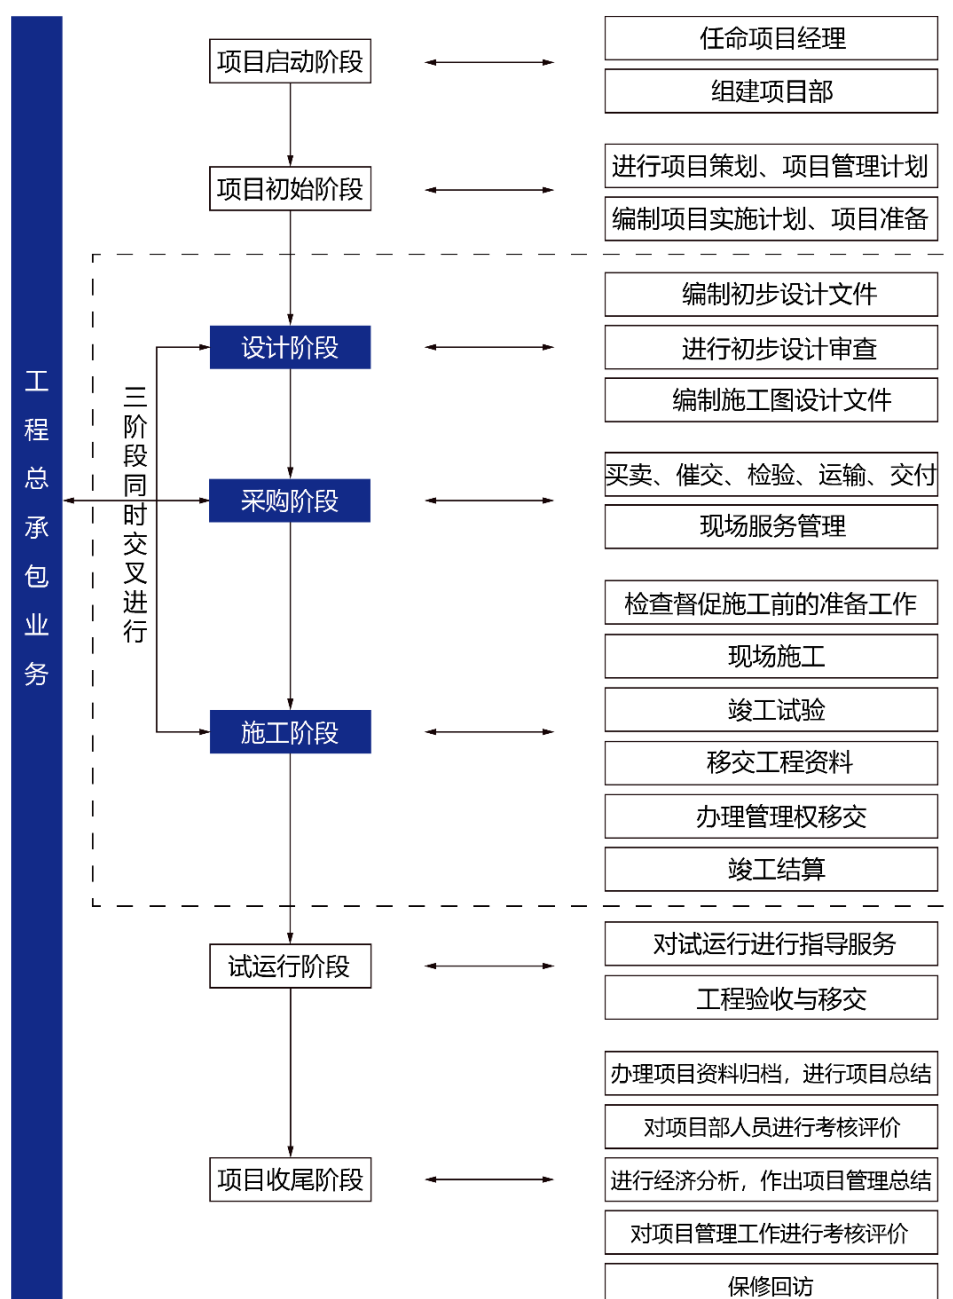 工程总承包业务
项目启动阶段
任命项目经理
组建项目部
项目初始阶段
进行项目策划、项目管理计划
编制项目实施计划、项目准备
三阶段同时交叉进行
设计阶段
编制初步设计文件
进行初步设计审查
编制施工图设计文件
采购阶段
买卖、催交、检验、运输、交付
现场服务管理
施工阶段
检查督促施工前的准备工作
现场施工
竣工试验
移交工程资料
办理管理权移交
竣工结算
试运行阶段
对试运行进行指导服务
工程验收与移交
项目收尾阶段
办理项目资料归档，进行项目总结
对项目部人员进行考核评价
进行经济分析，作出项目管理总结
对项目管理工作进行考核评价
保修回访